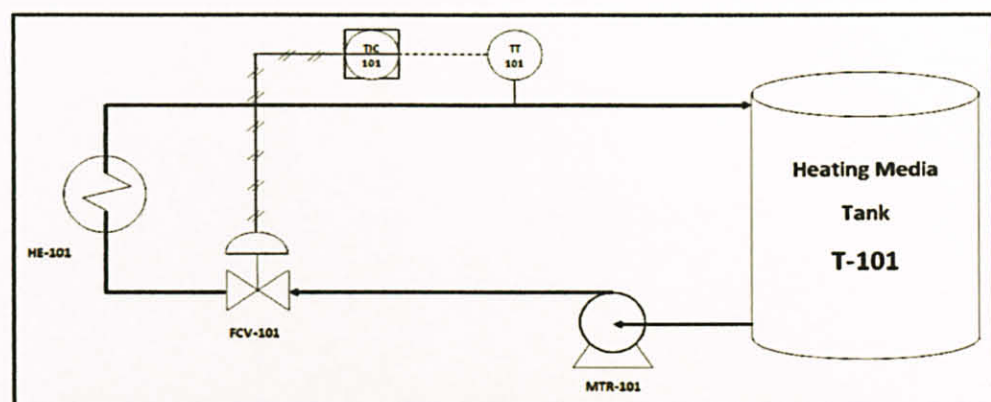 TIC
101
TT
101
Heating Media
Tank
T-101
HE-101
FCV-101
MTR-101